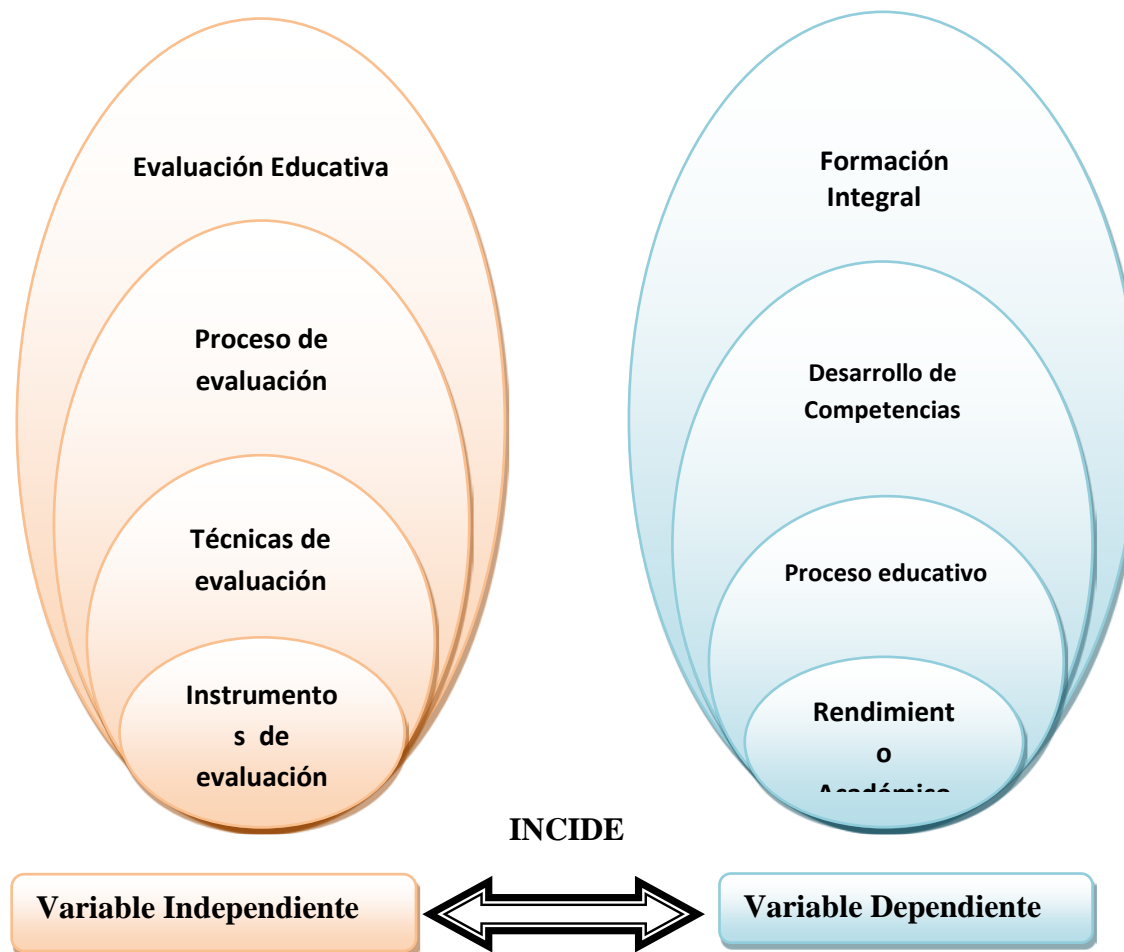 Evaluación Educativa
Proceso de
evaluación
Técnicas de
evaluación
Instrumento
s de
evaluación
Formación
Integral
Desarrollo de
Competencias
Proceso educativo
Rendimient
o
Académico
INCIDE
Variable Independiente
Variable Dependiente